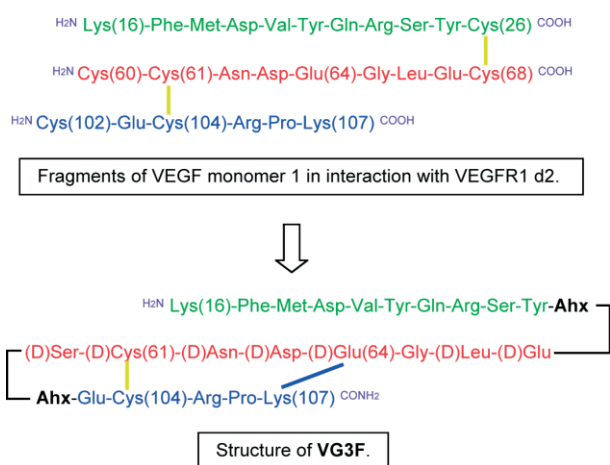 H2N Lys(16)-Phe-Met-Asp-Val-Tyr-Gln-Arg-Ser-Tyr-Cys(26) COOH
H2N Cys(60)-Cys(61)-Asn-Asp-Glu(64)-Gly-Leu-Glu-Cys(68) COOH
H2N Cys(102)-Glu-Cys(104)-Arg-Pro-Lys(107) COOH
Fragments of VEGF monomer 1 in interaction with VEGFR1 d2.
H2N Lys(16)-Phe-Met-Asp-Val-Tyr-Gln-Arg-Ser-Tyr-Ahx
(D)Ser-(D)Cys(61)-(D)Asn-(D)Asp-(D)Glu(64)-Gly-(D)Leu-(D)Glu
Ahx-Glu-Cys(104)-Arg-Pro-Lys(107) CONH2
Structure of VG3F.